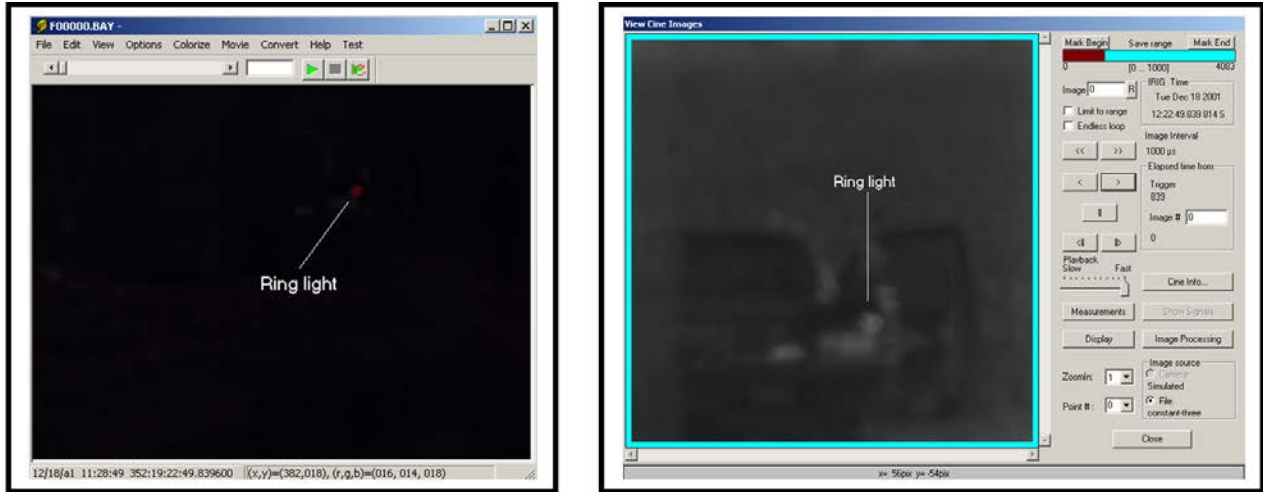 F00000.BAY -
File Edit View Options Colorize Movie Convert Help Test
Ring light
12/18/a1 11:28:49 352:19:22:49.839600 (x,y)=(382,018), (r,g,b)=(016, 014, 018)
View Cine Images
Ring light
Mark Begin Save range Mark End
0 [0 ... 1000] 4083
Image 0 R
IRIG Time
Tue Dec 18 2001
12:22:49.839 814 S
Limit to range
Endless loop
Image Interval
1000 µs
<< >>
Elapsed time from
Trigger
839
< >
Image # 0
0
Playback
Slow Fast
Cine Info...
Measurements Show Signals
Display Image Processing
Image source
Camera
Simulated
File:
constant-three
Zoomin: 1
Point #: 0
Close
x= 56pix y= -54pix